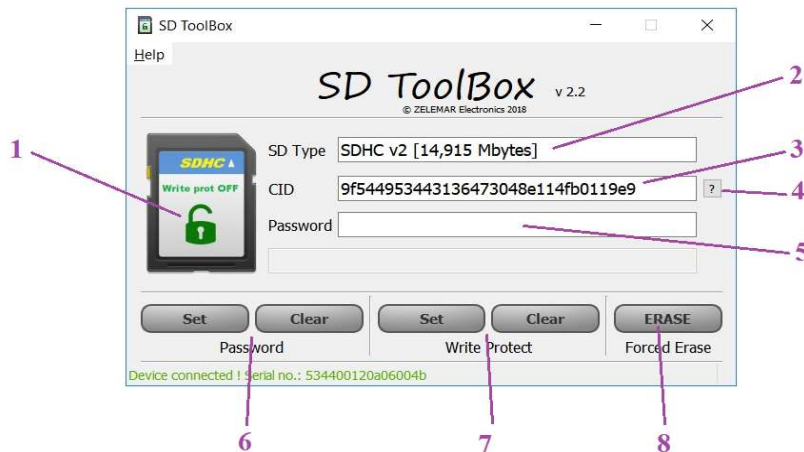 SD ToolBox
Help
SD ToolBox v 2.2
© ZELEMAR Electronics 2018
2
1
SDHC
Write prot OFF
SD Type SDHC v2 [14,915 Mbytes]
3
CID 9f544953443136473048e114fb0119e9 ?
4
Password
5
Set Clear Set Clear ERASE
Password Write Protect Forced Erase
Device connected ! Serial no.: 534400120a06004b
6 7 8